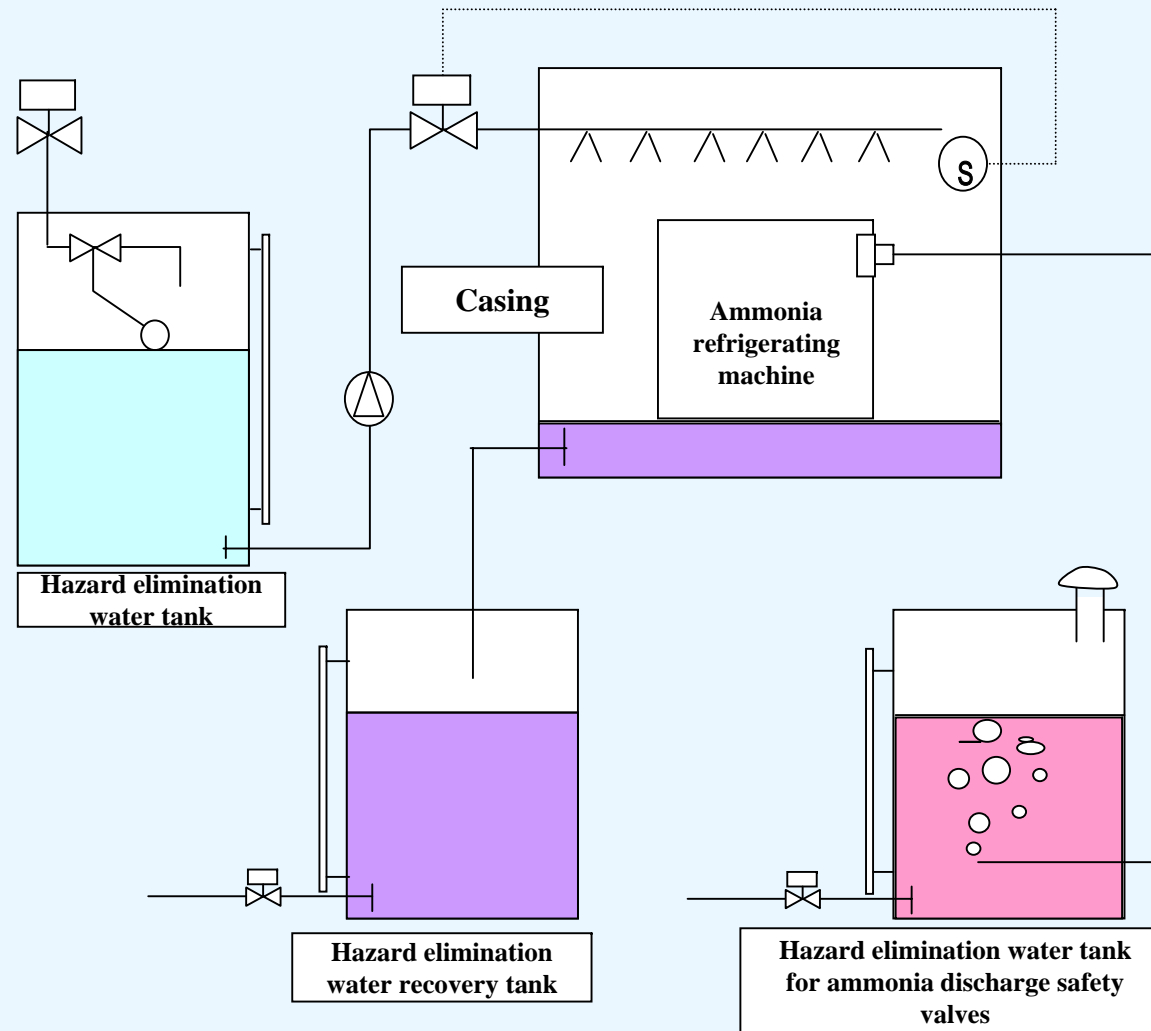 S
Casing
Ammonia
refrigerating
machine
Hazard elimination
water tank
Hazard elimination
water recovery tank
Hazard elimination water tank
for ammonia discharge safety
valves